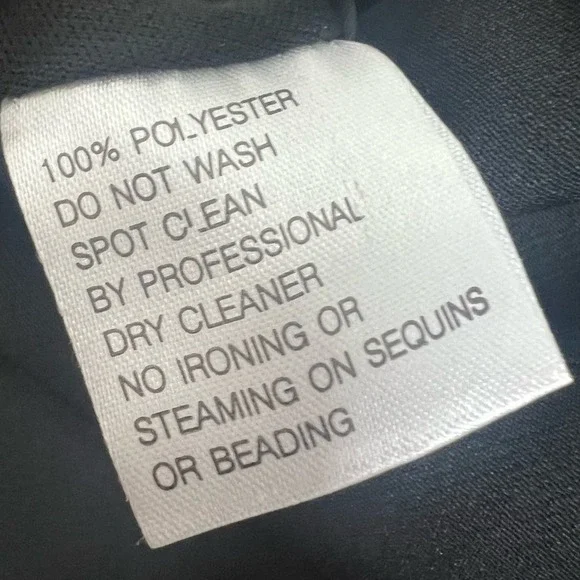 100% POLYESTER
DO NOT WASH
SPOT CLEAN
BY PROFESSIONAL
DRY CLEANER
NO IRONING OR
STEAMING ON SEQUINS
OR BEADING